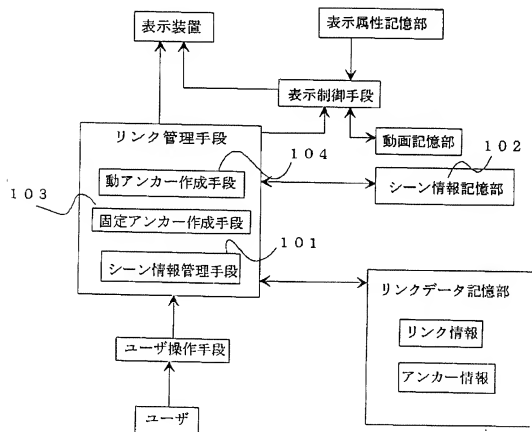 表示装置
表示属性記憶部
表示制御手段
リンク管理手段
動画記憶部
104
102
動アンカー作成手段
シーン情報記憶部
103
固定アンカー作成手段
101
シーン情報管理手段
リンクデータ記憶部
リンク情報
ユーザ操作手段
アンカー情報
ユーザ